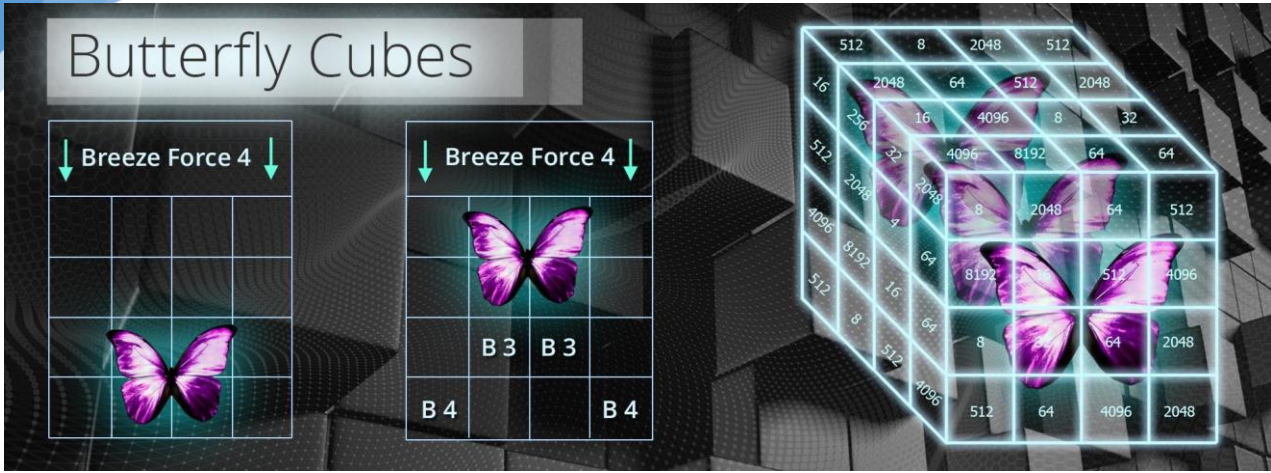 Butterfly Cubes
Breeze Force 4
Breeze Force 4
B 3 B 3
B 4 B 4
512 8 2048 512
2048 64 512 2048
16 4096 8 32
4096 8192 64 64
16 256 32 2048
512 2048 4 64
4096 8192 16 64
512 8 512 4096
8 2048 64 512
8192 16 512 4096
8 32 64 2048
512 64 4096 2048